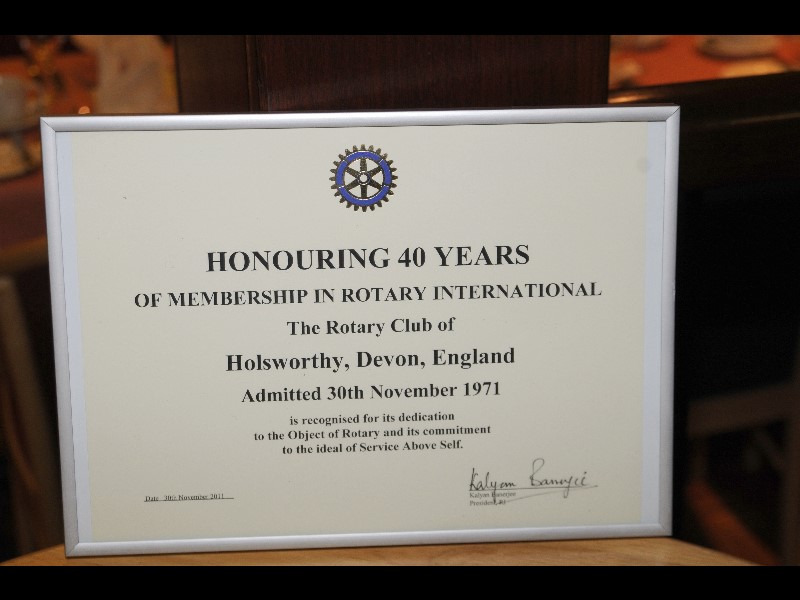 HONOURING 40 YEARS
OF MEMBERSHIP IN ROTARY INTERNATIONAL
The Rotary Club of
Holsworthy, Devon, England
Admitted 30th November 1971
is recognised for its dedication
to the Object of Rotary and its commitment
to the ideal of Service Above Self.
Kalyan Banerjee
Date 30th November 2011
Kalyan Banerjee
President, RI